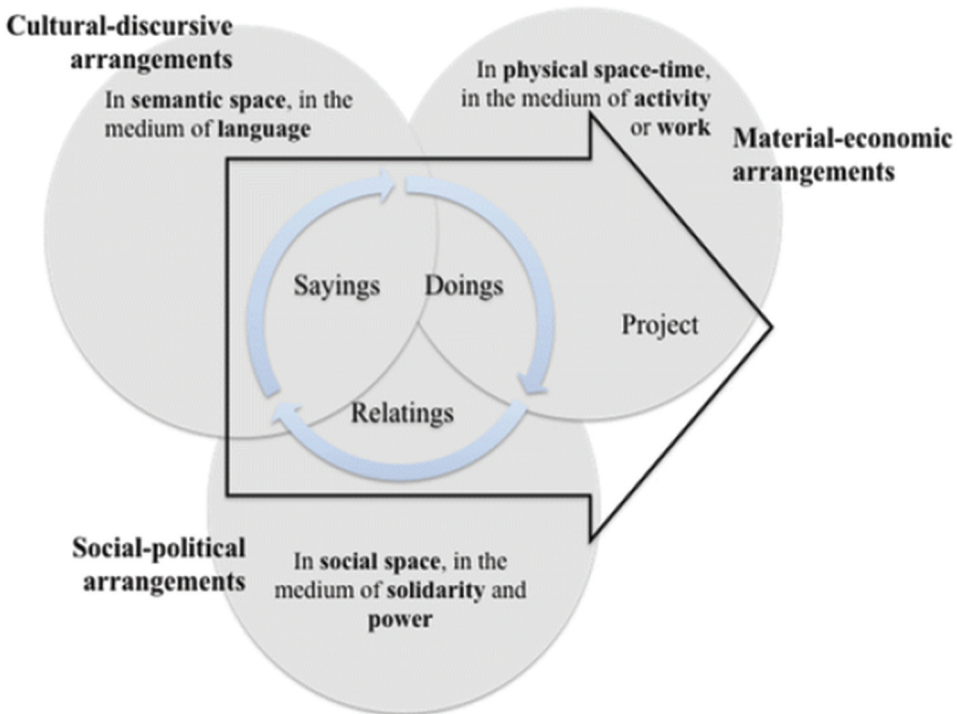 Cultural-discursive
arrangements
In semantic space, in the
medium of language
In physical space-time,
in the medium of activity
or work
Material-economic
arrangements
Sayings
Doings
Project
Relatings
Social-political
arrangements
In social space, in the
medium of solidarity and
power